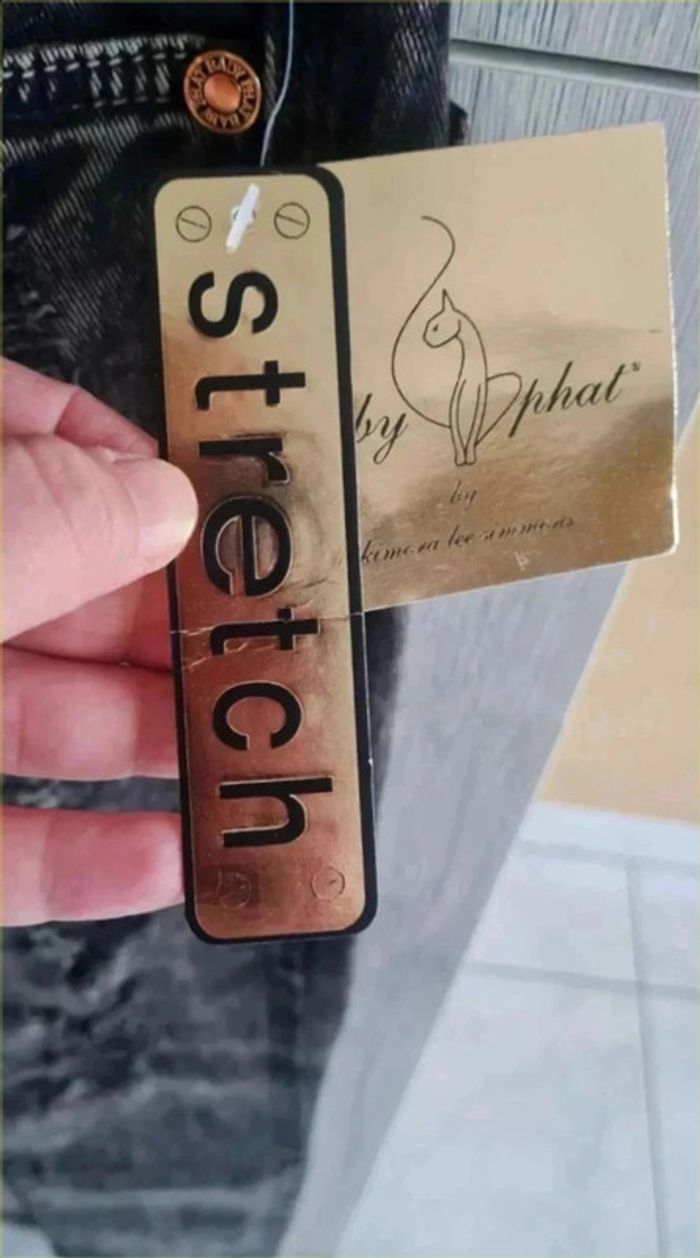 stretch
by phat
by
kimora lee simmons